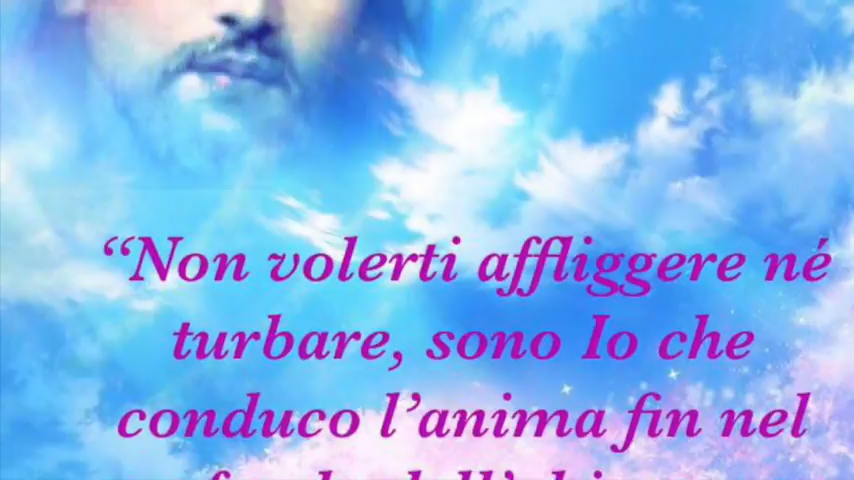 “Non volerti affliggere né
turbare, sono Io che
conduco l’anima fin nel